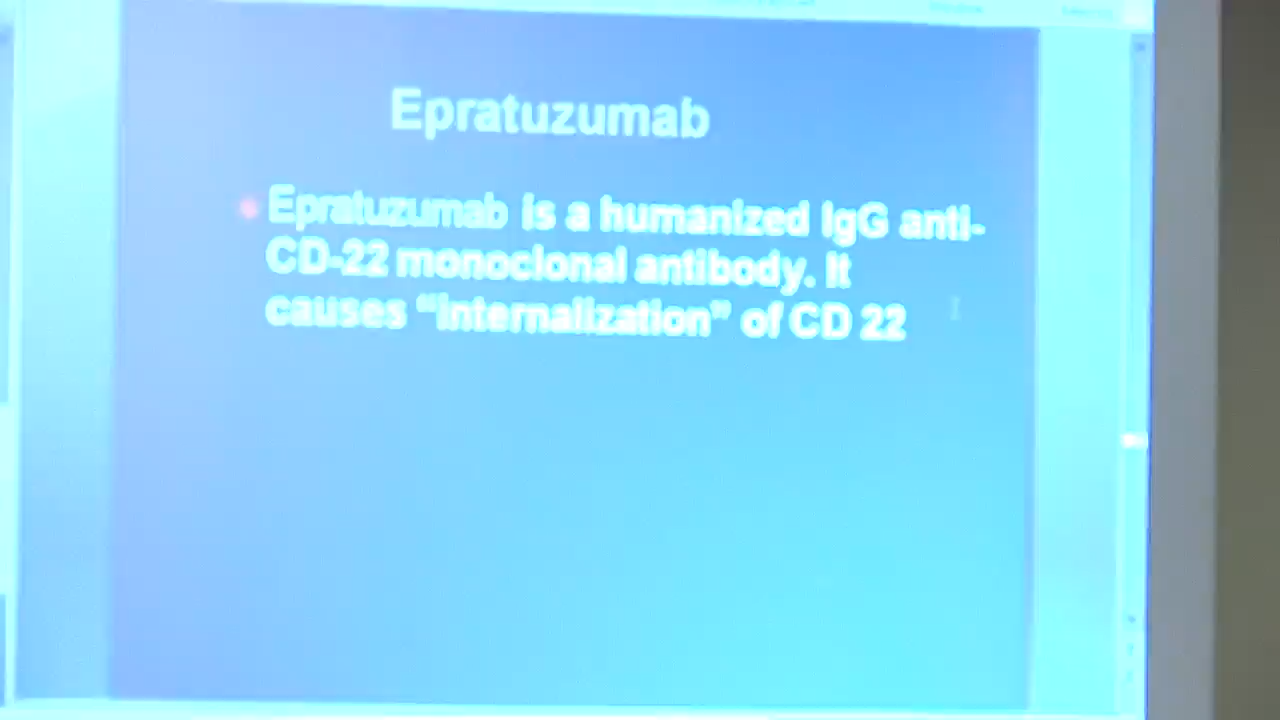 Epratuzumab
Epratuzumab is a humanized IgG anti-
CD-22 monoclonal antibody. It
causes “internalization” of CD 22